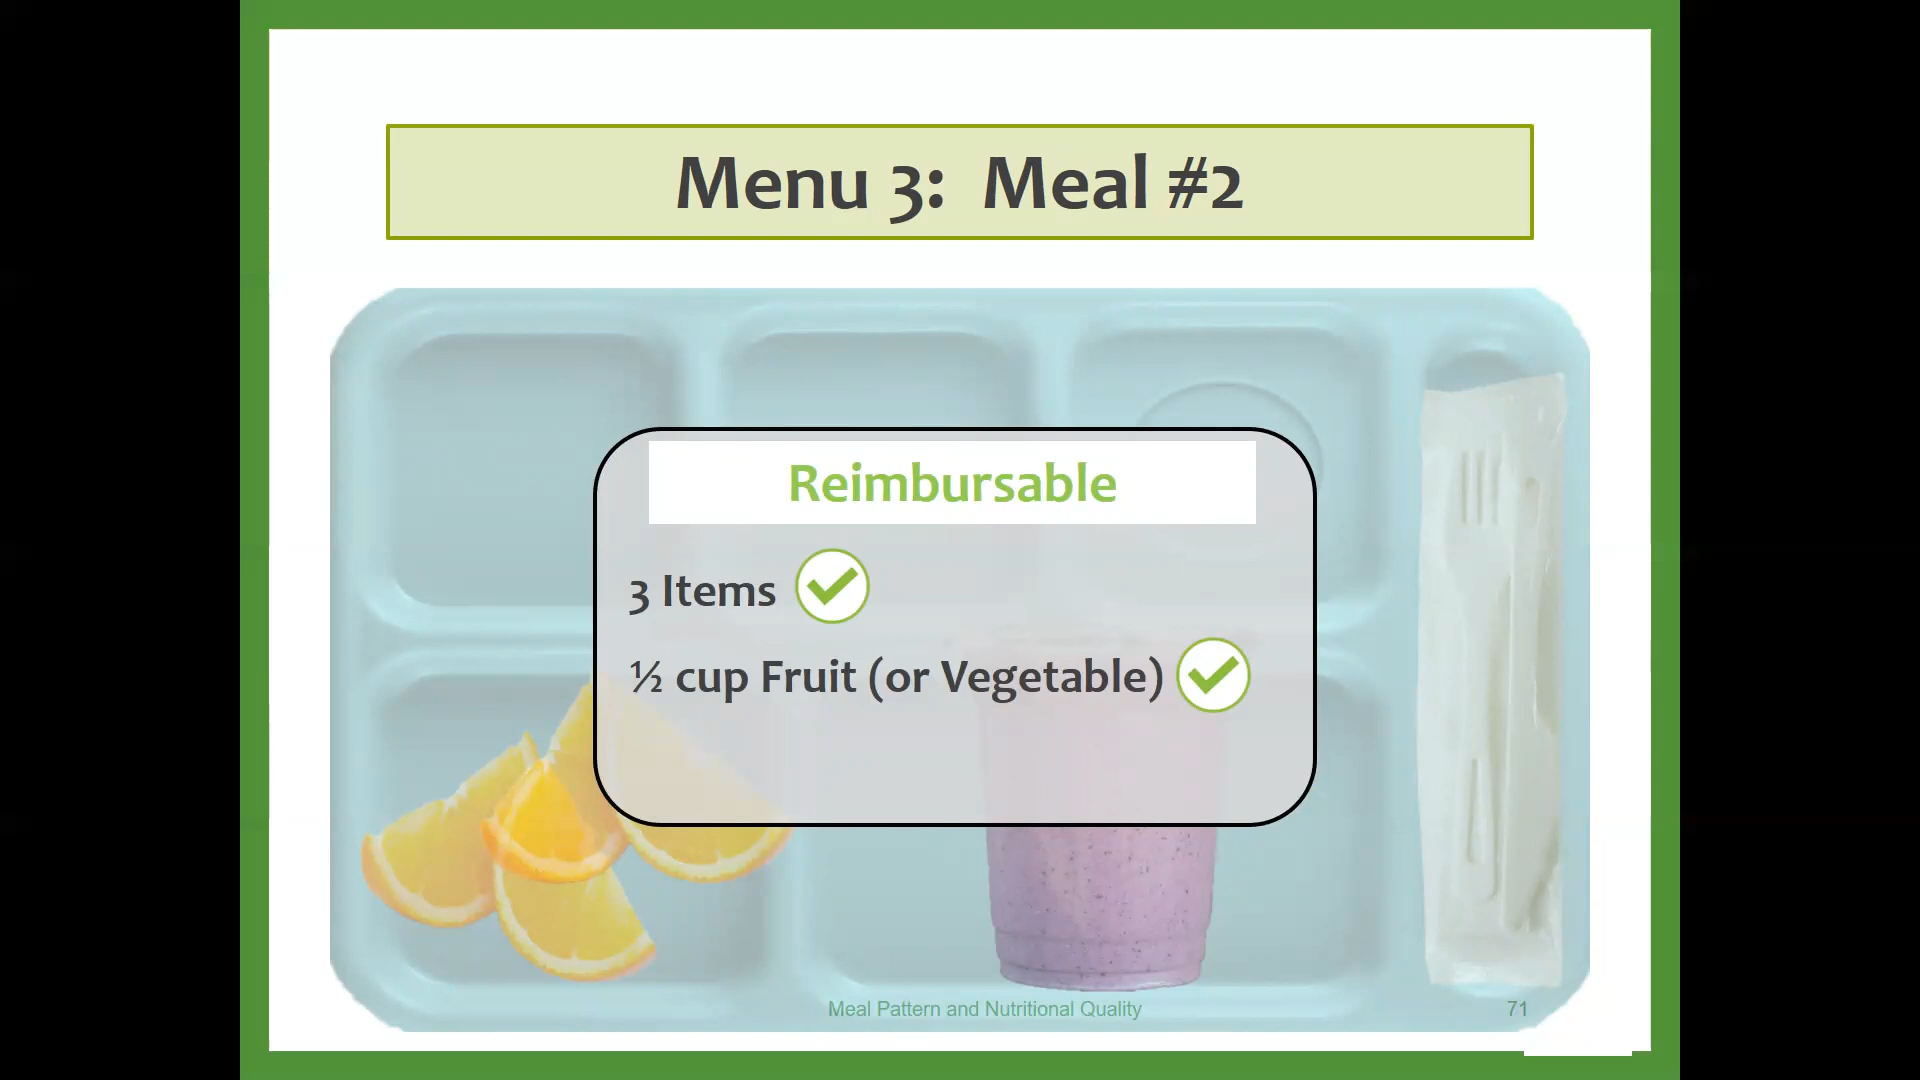 Menu 3: Meal #2
Reimbursable
3 Items
½ cup Fruit (or Vegetable)
Meal Pattern and Nutritional Quality
71